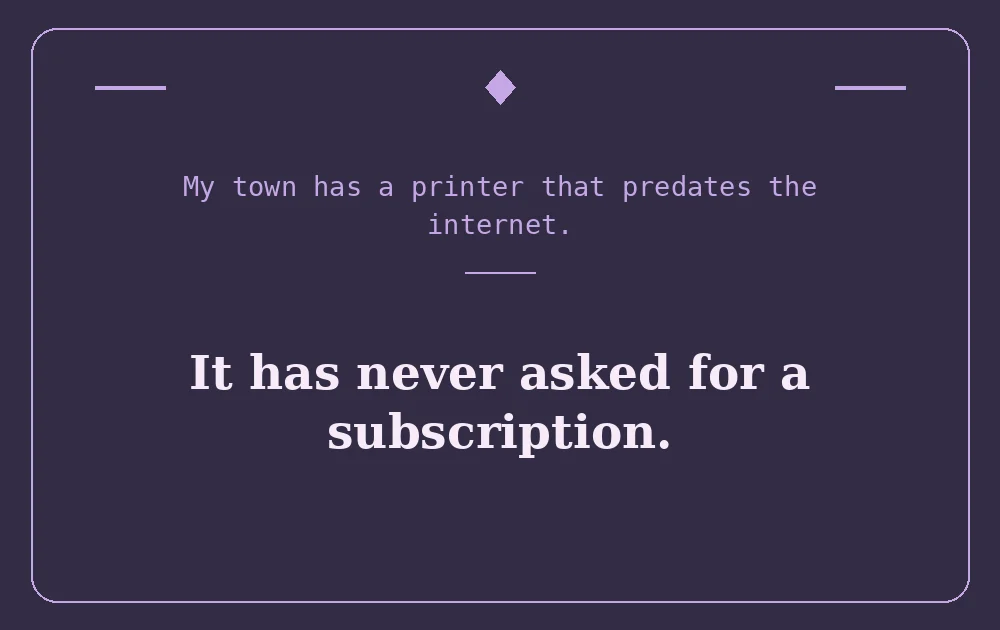 My town has a printer that predates the
internet.
It has never asked for a
subscription.